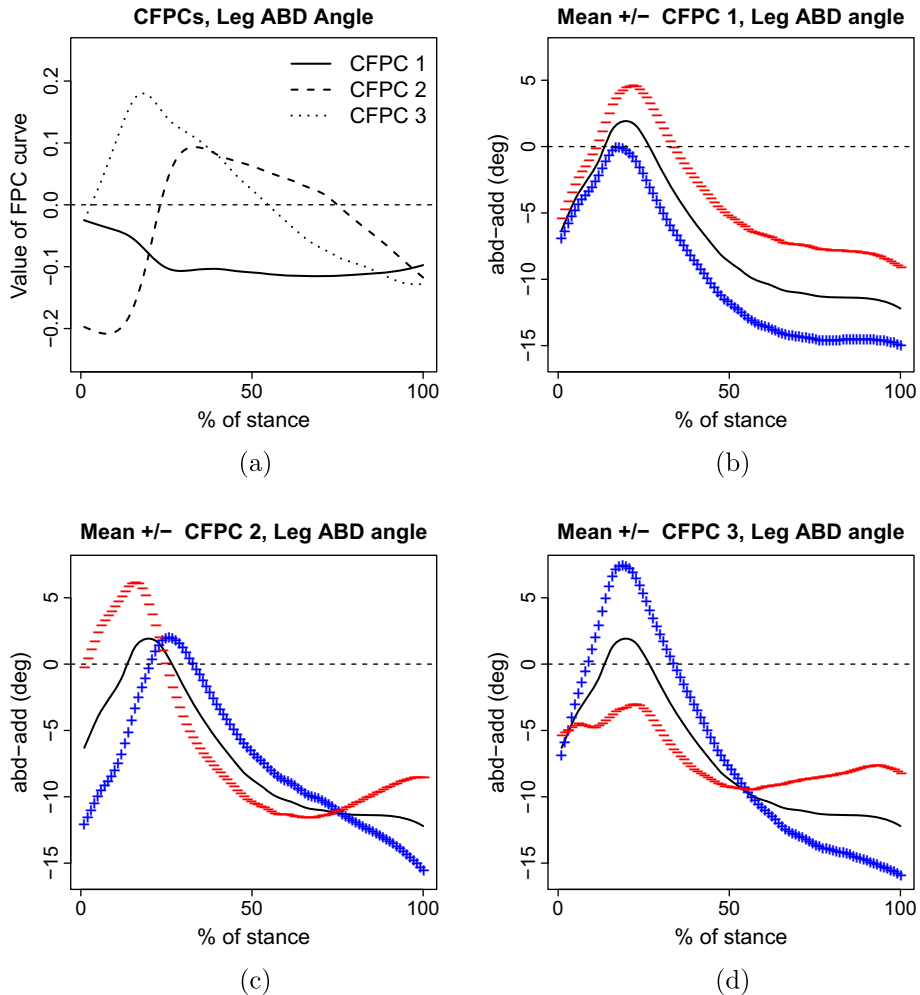 CFPCs, Leg ABD Angle
CFPC 1
CFPC 2
CFPC 3
Value of FPC curve
0.2
0.1
0.0
−0.1
−0.2
0 50 100
% of stance
(a)
Mean +/− CFPC 1, Leg ABD angle
abd−add (deg)
5
0
−5
−10
−15
0 50 100
% of stance
(b)
Mean +/− CFPC 2, Leg ABD angle
abd−add (deg)
5
0
−5
−10
−15
0 50 100
% of stance
(c)
Mean +/− CFPC 3, Leg ABD angle
abd−add (deg)
5
0
−5
−10
−15
0 50 100
% of stance
(d)